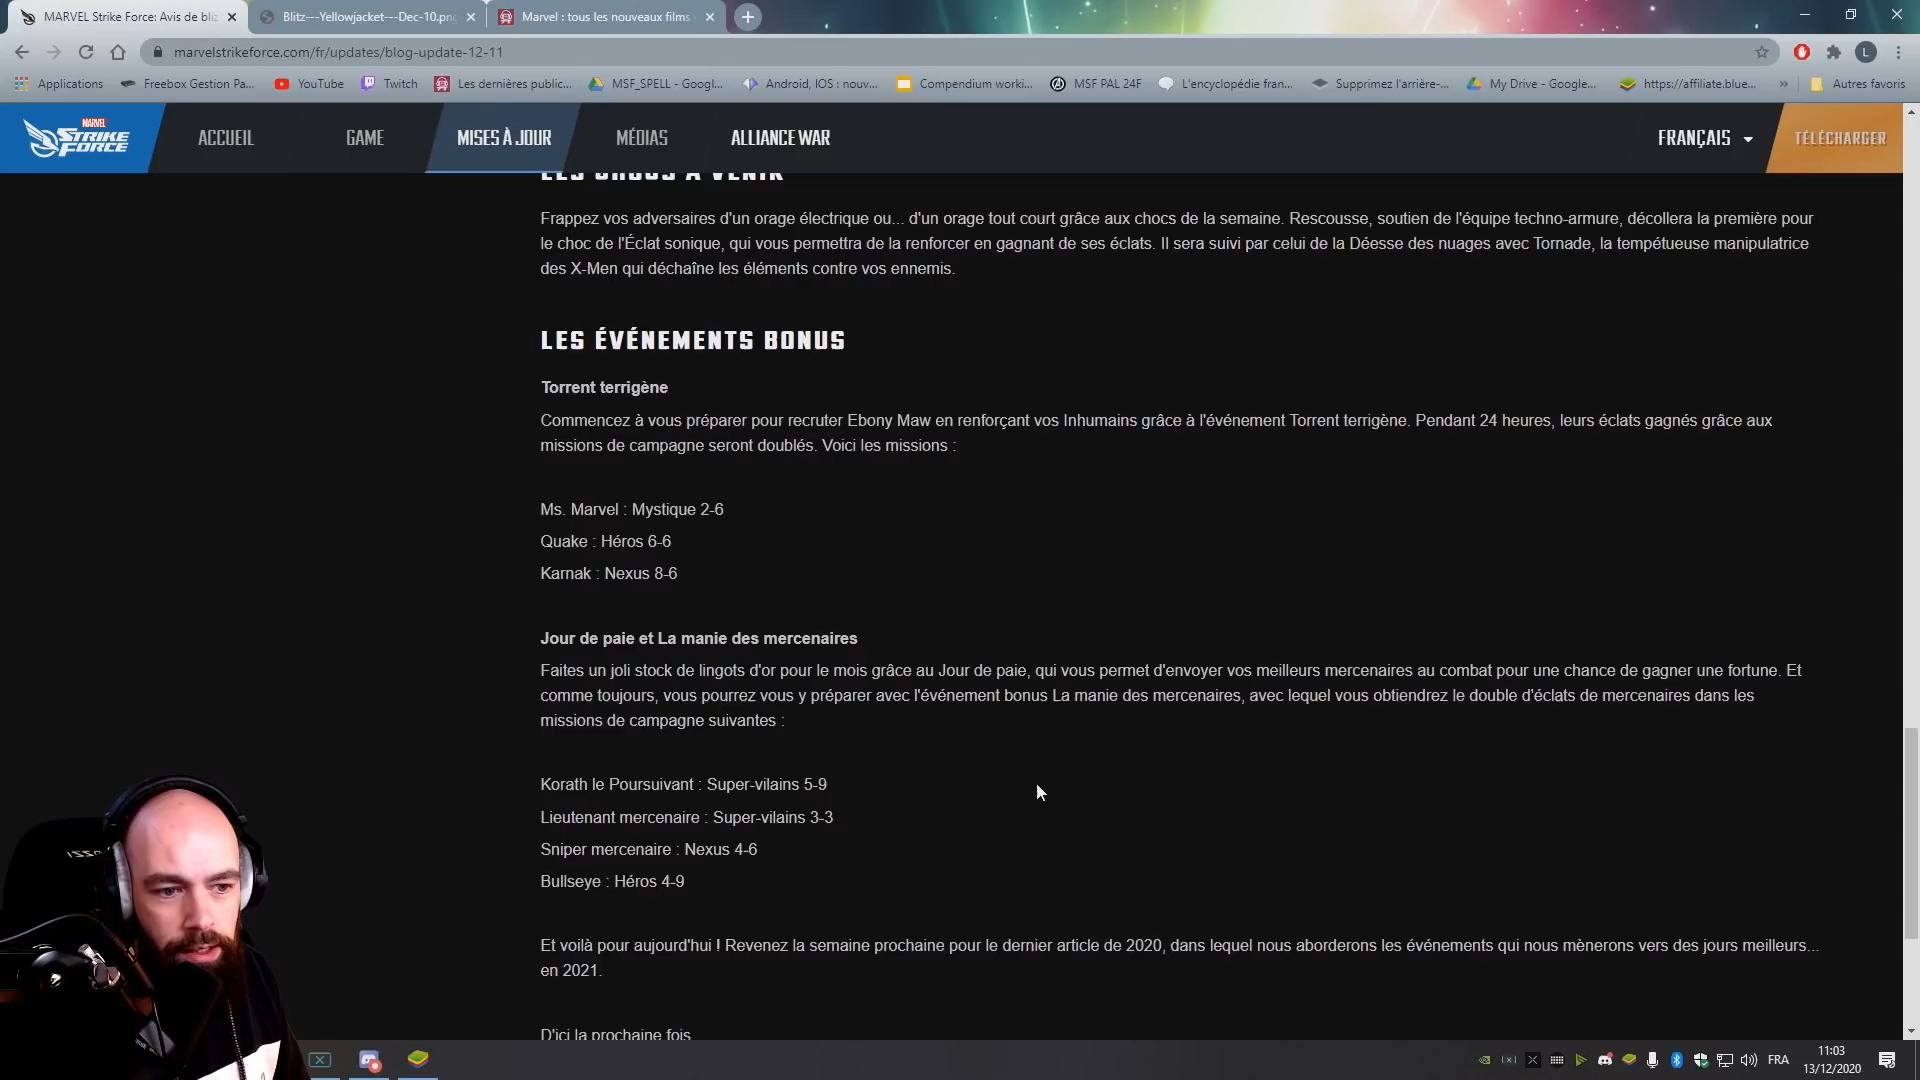 MARVEL Strike Force: Avis de bli
Blitz---Yellowjacket---Dec-10.png
Marvel : tous les nouveaux films
marvelstrikeforce.com/fr/updates/blog-update-12-11
L
Applications
Freebox Gestion Pa...
YouTube
Twitch
Les dernières public...
MSF_SPELL - Googl...
Android, IOS : nouv...
Compendium worki...
MSF PAL 24F
L'encyclopédie fran...
Supprimez l'arrière-...
My Drive - Google...
https://affiliate.blue...
»
Autres favoris
MARVEL
STRIKE
FORCE
ACCUEIL
GAME
MISES À JOUR
MÉDIAS
ALLIANCE WAR
FRANÇAIS
TÉLÉCHARGER
LES CHOCS À VENIR
Frappez vos adversaires d'un orage électrique ou... d'un orage tout court grâce aux chocs de la semaine. Rescousse, soutien de l'équipe techno-armure, décollera la première pour
le choc de l'Éclat sonique, qui vous permettra de la renforcer en gagnant de ses éclats. Il sera suivi par celui de la Déesse des nuages avec Tornade, la tempétueuse manipulatrice
des X-Men qui déchaîne les éléments contre vos ennemis.
LES ÉVÉNEMENTS BONUS
Torrent terrigène
Commencez à vous préparer pour recruter Ebony Maw en renforçant vos Inhumains grâce à l'événement Torrent terrigène. Pendant 24 heures, leurs éclats gagnés grâce aux
missions de campagne seront doublés. Voici les missions :
Ms. Marvel : Mystique 2-6
Quake : Héros 6-6
Karnak : Nexus 8-6
Jour de paie et La manie des mercenaires
Faites un joli stock de lingots d'or pour le mois grâce au Jour de paie, qui vous permet d'envoyer vos meilleurs mercenaires au combat pour une chance de gagner une fortune. Et
comme toujours, vous pourrez vous y préparer avec l'événement bonus La manie des mercenaires, avec lequel vous obtiendrez le double d'éclats de mercenaires dans les
missions de campagne suivantes :
Korath le Poursuivant : Super-vilains 5-9
Lieutenant mercenaire : Super-vilains 3-3
Sniper mercenaire : Nexus 4-6
Bullseye : Héros 4-9
Et voilà pour aujourd'hui ! Revenez la semaine prochaine pour le dernier article de 2020, dans lequel nous aborderons les événements qui nous mènerons vers des jours meilleurs...
en 2021.
D'ici la prochaine fois
FRA
11:03
13/12/2020